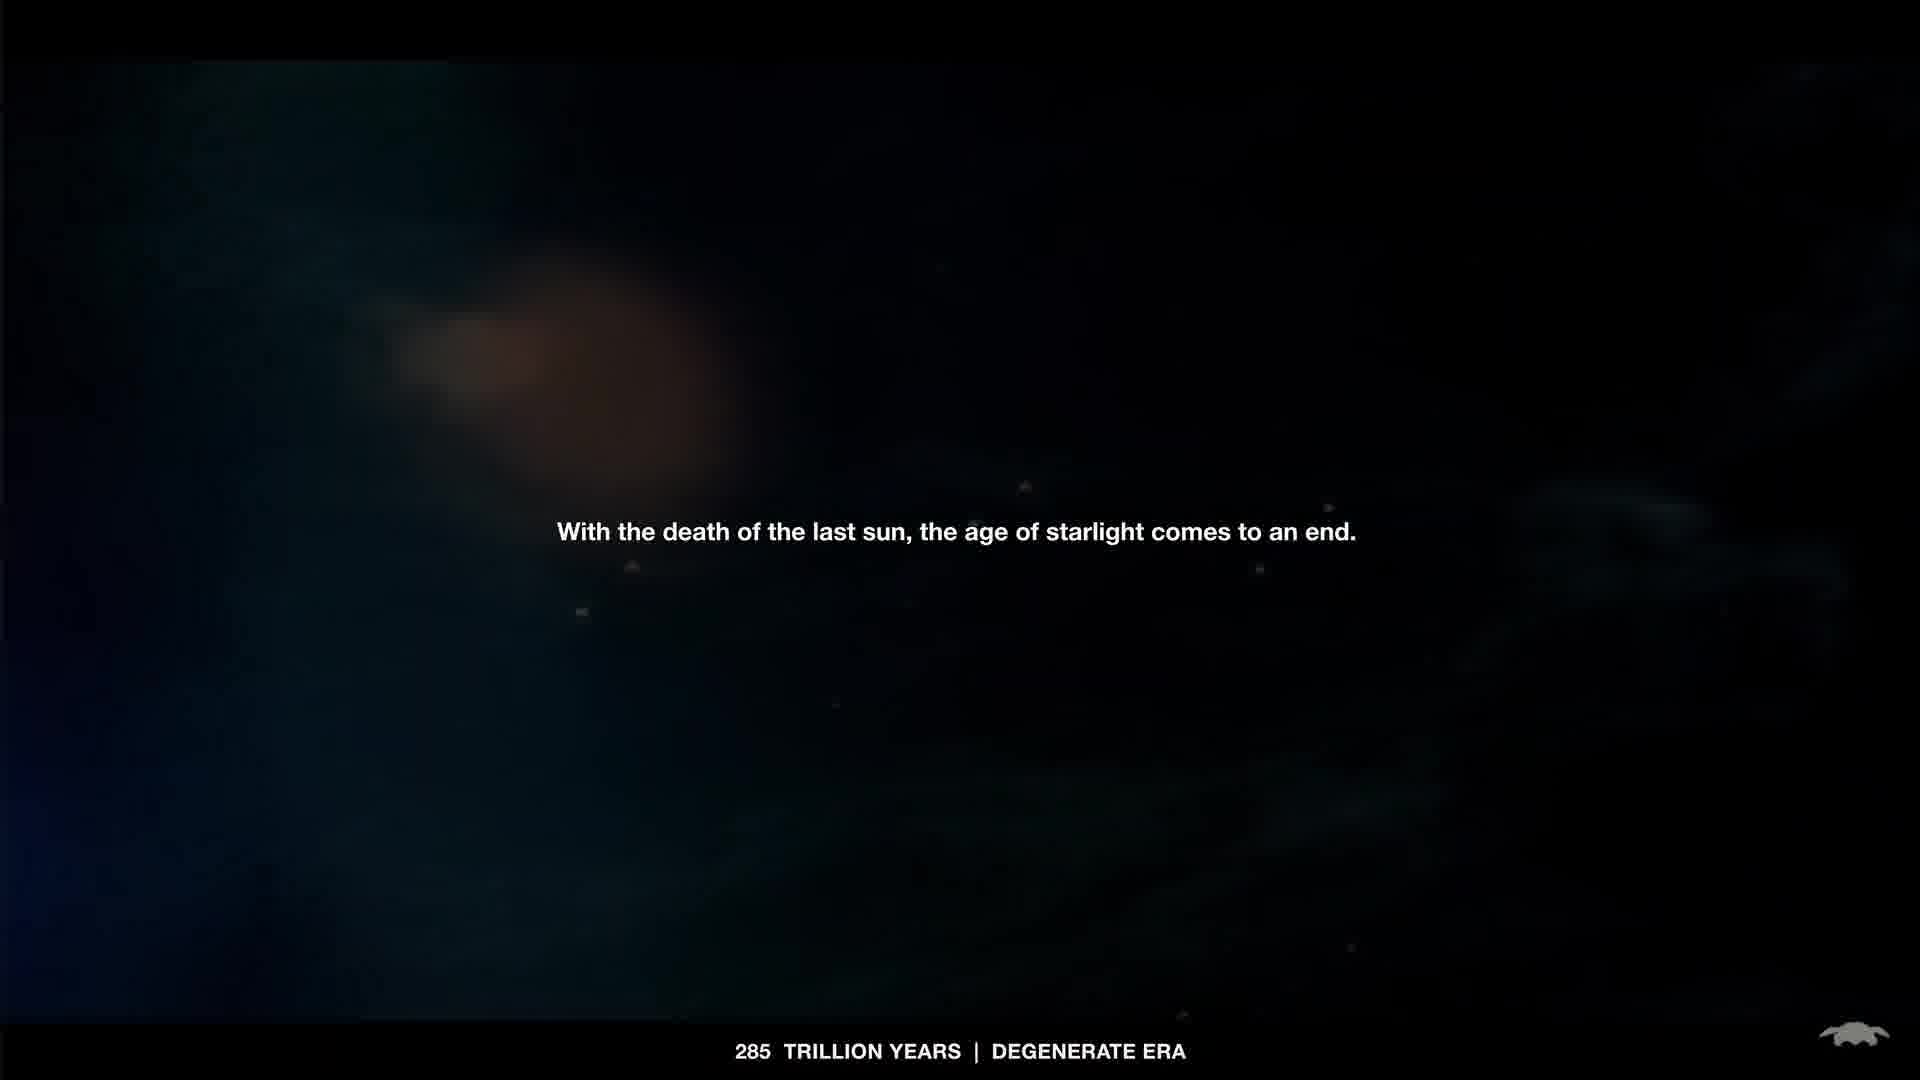 With the death of the last sun, the age of starlight comes to an end.
285 TRILLION YEARS | DEGENERATE ERA